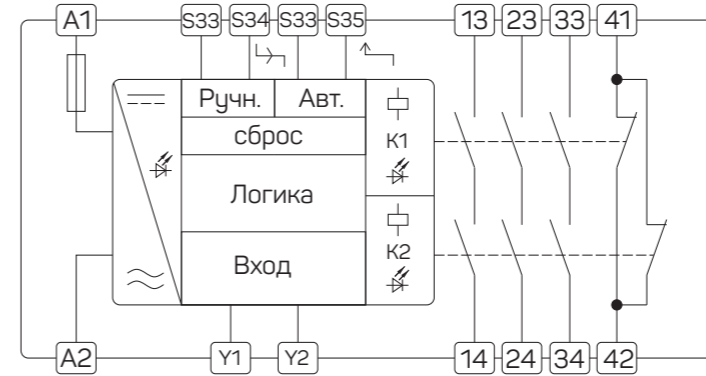 A1 S33 S34 S33 S35 13 23 33 41
Ручн. Авт.
сброс
K1
Логика
K2
Вход
A2 Y1 Y2 14 24 34 42